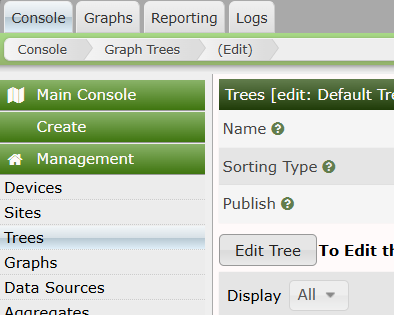 Console Graphs Reporting Logs
Console Graph Trees (Edit)
Main Console
Create
Management
Devices
Sites
Trees
Graphs
Data Sources
Aggregates
Trees [edit: Default Tre
Name
Sorting Type
Publish
Edit Tree To Edit th
Display All